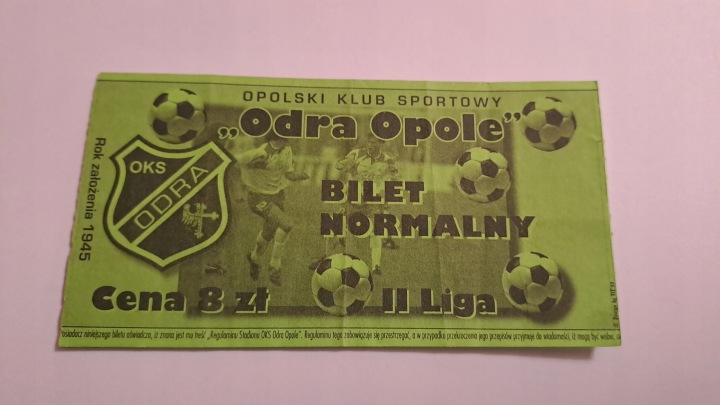 OPOLSKI KLUB SPORTOWY
„Odra Opole”
OKS
ODRA
Rok założenia 1945
BILET
NORMALNY
Cena 8 zł
II Liga
posiadacz niniejszego biletu oświadcza, iż znana jest mu treść „Regulaminu Stadionu OKS Odra Opole”. Regulaminu tego zobowiązuje się przestrzegać, a w przypadku przekroczenia jego przepisów przyjmuje do wiadomości, iż mogą być